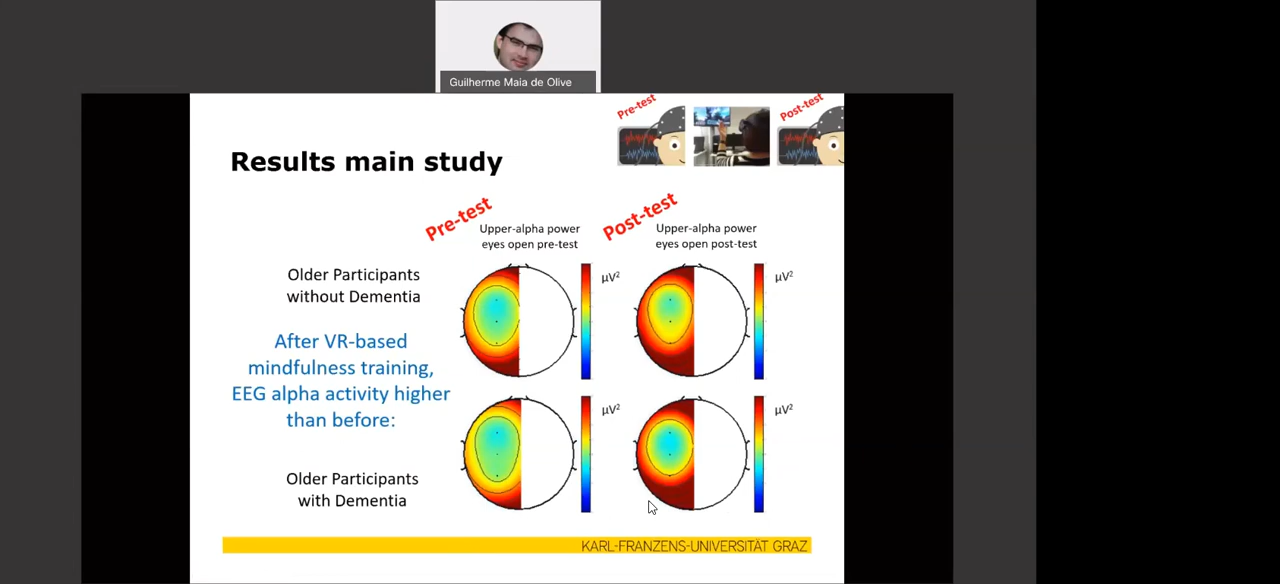 Guilherme Maia de Olive
Pre-test
Post-test
Results main study
Pre-test
Post-test
Upper-alpha power
eyes open pre-test
Upper-alpha power
eyes open post-test
Older Participants
without Dementia
µV²
µV²
After VR-based
mindfulness training,
EEG alpha activity higher
than before:
µV²
µV²
Older Participants
with Dementia
KARL-FRANZENS-UNIVERSITÄT GRAZ